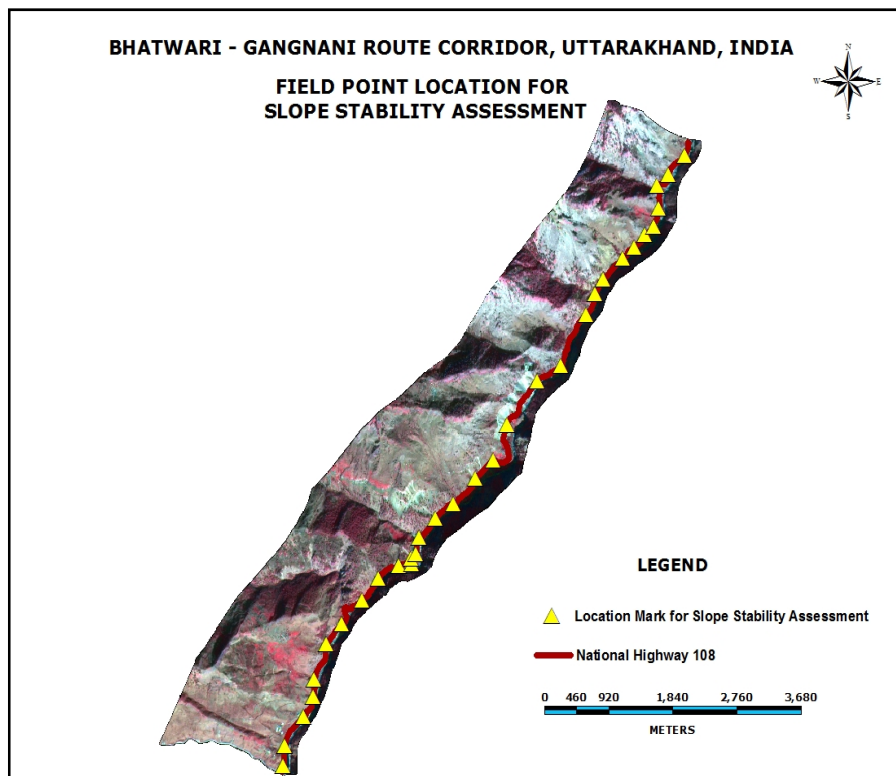 BHATWARI - GANGNANI ROUTE CORRIDOR, UTTARAKHAND, INDIA
FIELD POINT LOCATION FOR
SLOPE STABILITY ASSESSMENT
N
W E
S
LEGEND
Location Mark for Slope Stability Assessment
National Highway 108
0 460 920 1,840 2,760 3,680
METERS